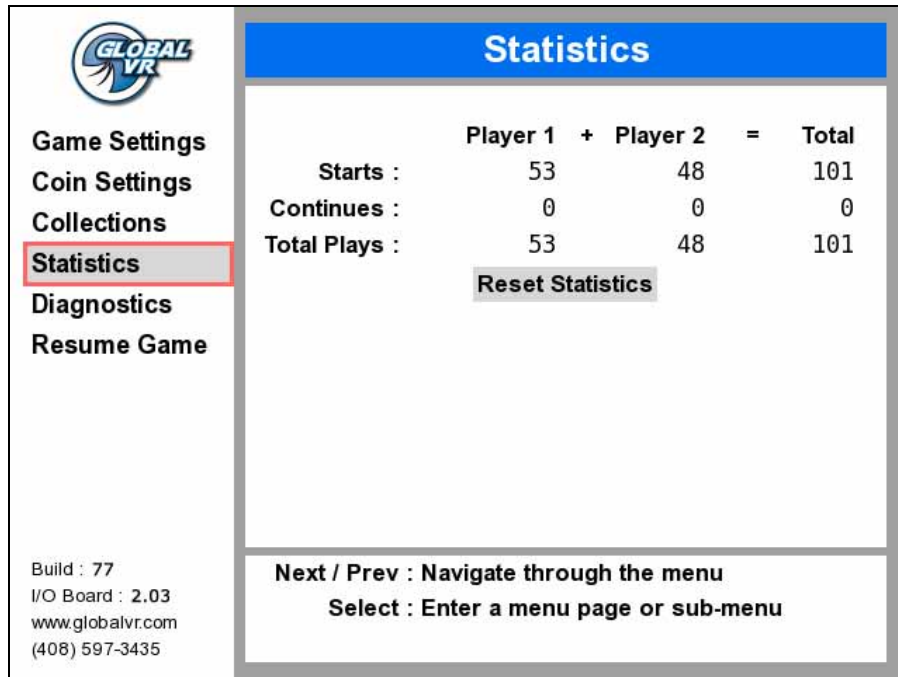 GLOBAL
VR
Game Settings
Coin Settings
Collections
Statistics
Diagnostics
Resume Game
Build : 77
I/O Board : 2.03
www.globalvr.com
(408) 597-3435
Statistics
Player 1 + Player 2 = Total
Starts : 53 48 101
Continues : 0 0 0
Total Plays : 53 48 101
Reset Statistics
Next / Prev : Navigate through the menu
Select : Enter a menu page or sub-menu